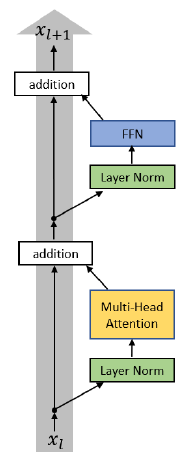 x_{l+1}
addition
FFN
Layer Norm
addition
Multi-Head
Attention
Layer Norm
x_l